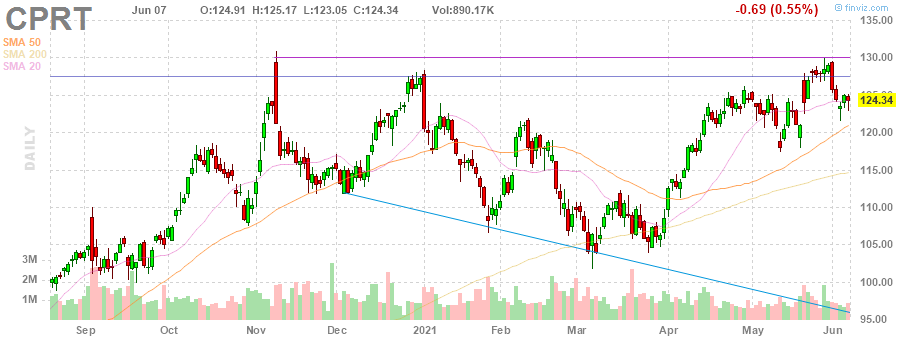 CPRT Jun 07 O:124.91 H:125.17 L:123.05 C:124.34 Vol:890.17K -0.69 (0.55%) finviz.com
SMA 50
SMA 200
SMA 20
DAILY
135.00
130.00
125.00
124.34
120.00
115.00
110.00
105.00
100.00
95.00
3M
2M
1M
Sep Oct Nov Dec 2021 Feb Mar Apr May Jun